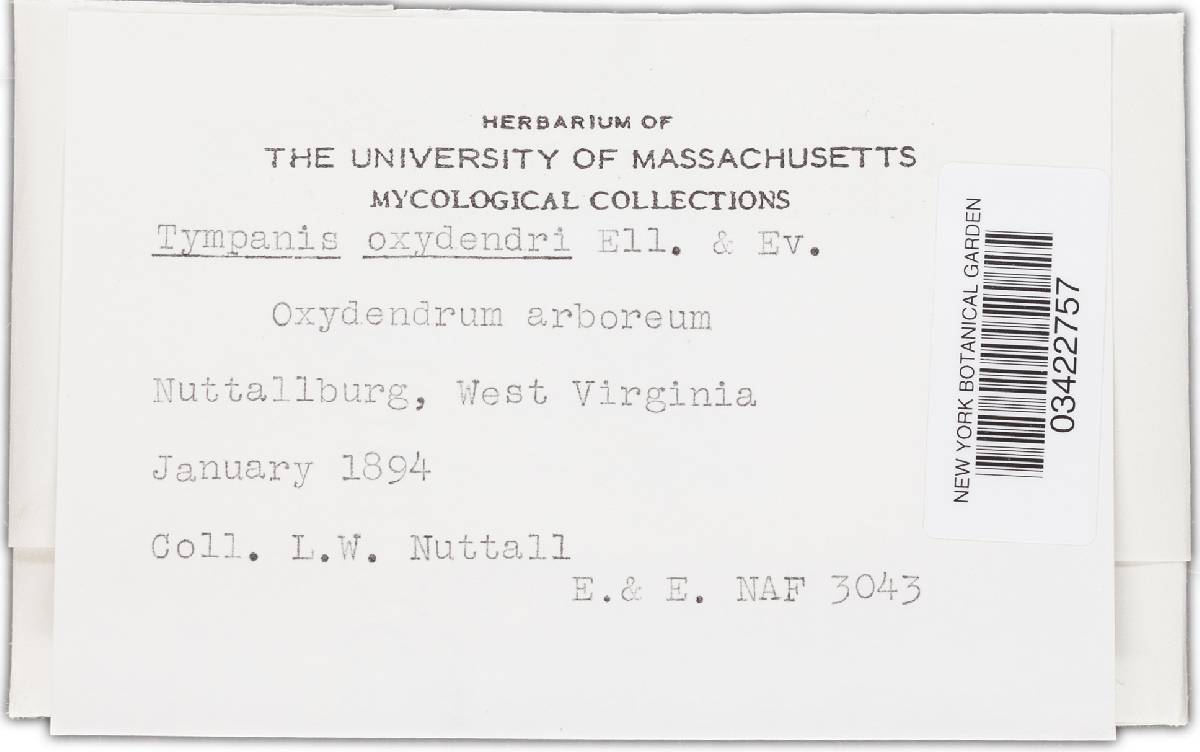 HERBARIUM OF
THE UNIVERSITY OF MASSACHUSETTS
MYCOLOGICAL COLLECTIONS
Tympanis oxydendri Ell. & Ev.
Oxydendrum arboreum
Nuttallburg, West Virginia
January 1894
Coll. L.W. Nuttall
E.& E. NAF 3043
NEW YORK BOTANICAL GARDEN
03422757